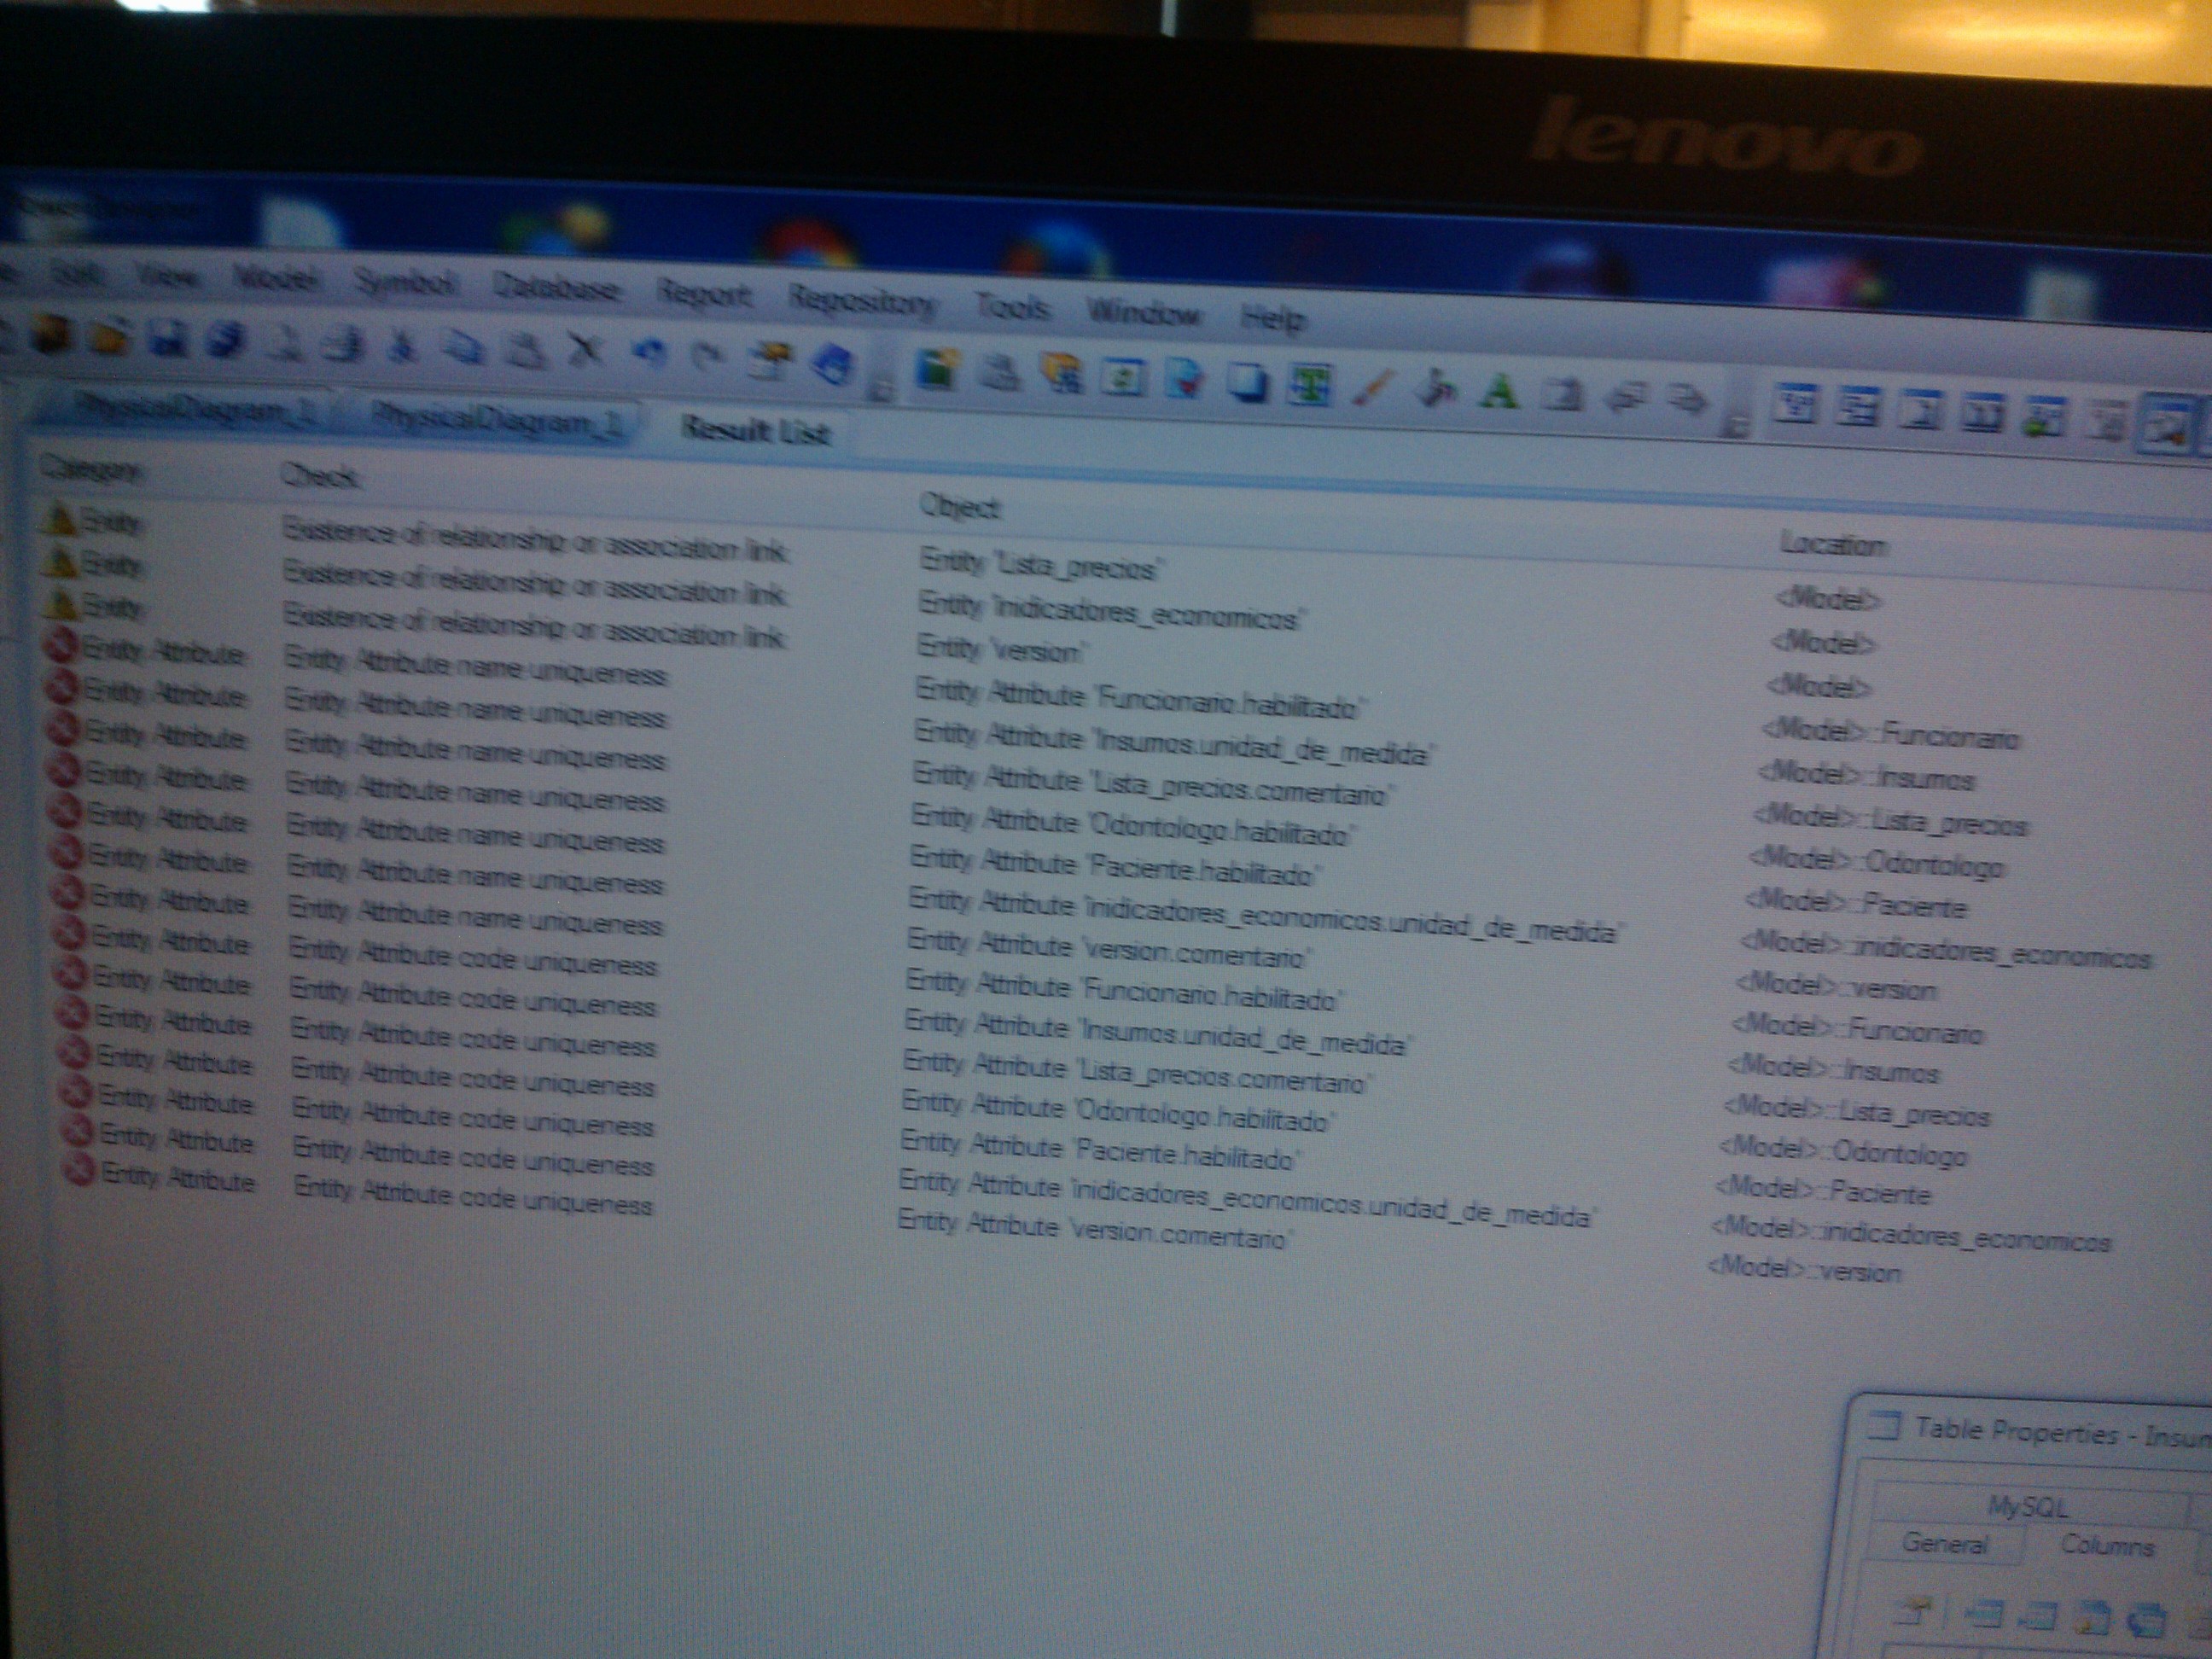 lenovo
Edit View Model Symbol Database Report Repository Tools Window Help
PhysicalDiagram_1 PhysicalDiagram_1 Result List
Category Check Object Location
Entity Existence of relationship or association link Entity 'Lista_precios' <Model>
Entity Existence of relationship or association link Entity 'inidicadores_economicos' <Model>
Entity Existence of relationship or association link Entity 'version' <Model>
Entity Attribute Entity Attribute name uniqueness Entity Attribute 'Funcionario.habilitado' <Model>::Funcionario
Entity Attribute Entity Attribute name uniqueness Entity Attribute 'Insumos.unidad_de_medida' <Model>::Insumos
Entity Attribute Entity Attribute name uniqueness Entity Attribute 'Lista_precios.comentario' <Model>::Lista_precios
Entity Attribute Entity Attribute name uniqueness Entity Attribute 'Odontologo.habilitado' <Model>::Odontologo
Entity Attribute Entity Attribute name uniqueness Entity Attribute 'Paciente.habilitado' <Model>::Paciente
Entity Attribute Entity Attribute name uniqueness Entity Attribute 'inidicadores_economicos.unidad_de_medida' <Model>::inidicadores_economicos
Entity Attribute Entity Attribute name uniqueness Entity Attribute 'version.comentario' <Model>::version
Entity Attribute Entity Attribute code uniqueness Entity Attribute 'Funcionario.habilitado' <Model>::Funcionario
Entity Attribute Entity Attribute code uniqueness Entity Attribute 'Insumos.unidad_de_medida' <Model>::Insumos
Entity Attribute Entity Attribute code uniqueness Entity Attribute 'Lista_precios.comentario' <Model>::Lista_precios
Entity Attribute Entity Attribute code uniqueness Entity Attribute 'Odontologo.habilitado' <Model>::Odontologo
Entity Attribute Entity Attribute code uniqueness Entity Attribute 'Paciente.habilitado' <Model>::Paciente
Entity Attribute Entity Attribute code uniqueness Entity Attribute 'inidicadores_economicos.unidad_de_medida' <Model>::inidicadores_economicos
Entity Attribute Entity Attribute code uniqueness Entity Attribute 'version.comentario' <Model>::version
Table Properties - Insum
MySQL
General Columns